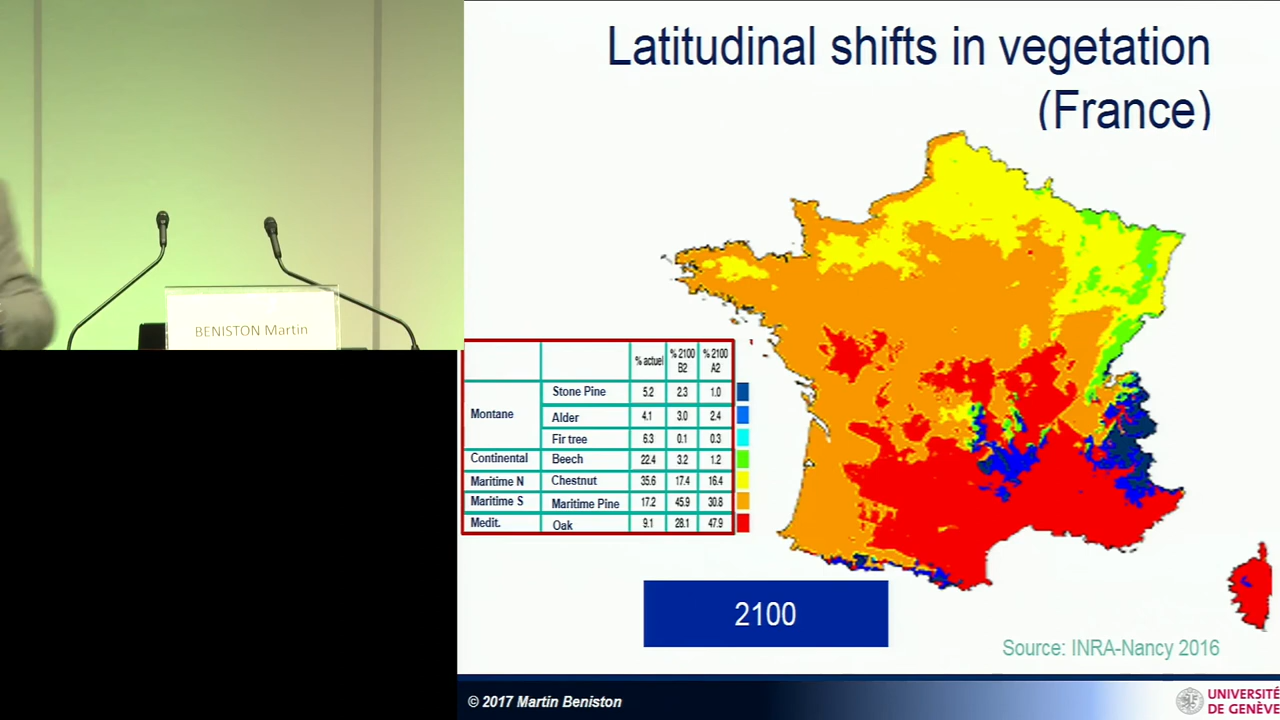 Latitudinal shifts in vegetation
(France)
BENISTON Martin
% actuel % 2100 B2 % 2100 A2
Montane Stone Pine 5.2 2.3 1.0
Alder 4.1 3.0 2.4
Fir tree 6.3 0.1 0.3
Continental Beech 22.4 3.2 1.2
Maritime N Chestnut 35.6 17.4 16.4
Maritime S Maritime Pine 17.2 45.9 30.8
Medit. Oak 9.1 28.1 47.9
2100
Source: INRA-Nancy 2016
© 2017 Martin Beniston
UNIVERSITÉ
DE GENÈVE